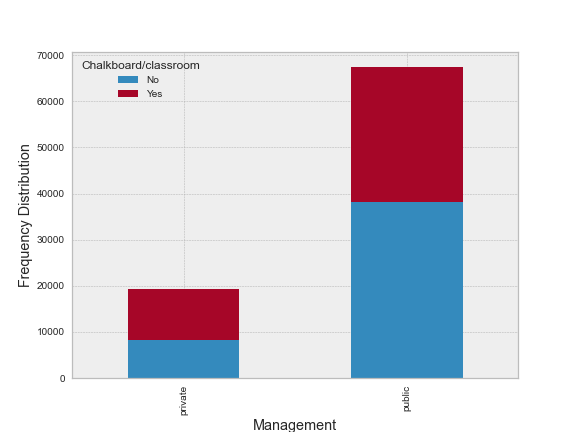 70000
60000
50000
40000
30000
20000
10000
0
Frequency Distribution
Chalkboard/classroom
No
Yes
private
public
Management